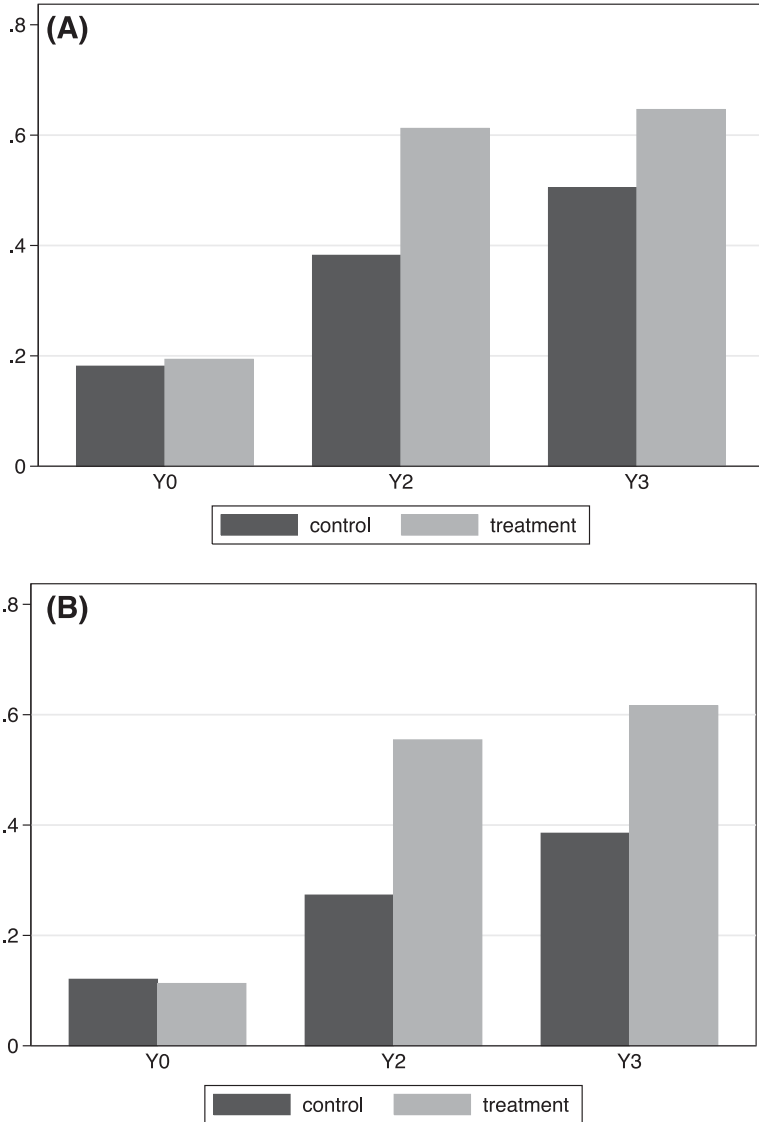 (A)
.8
.6
.4
.2
0
Y0 Y2 Y3
control treatment
(B)
.8
.6
.4
.2
0
Y0 Y2 Y3
control treatment